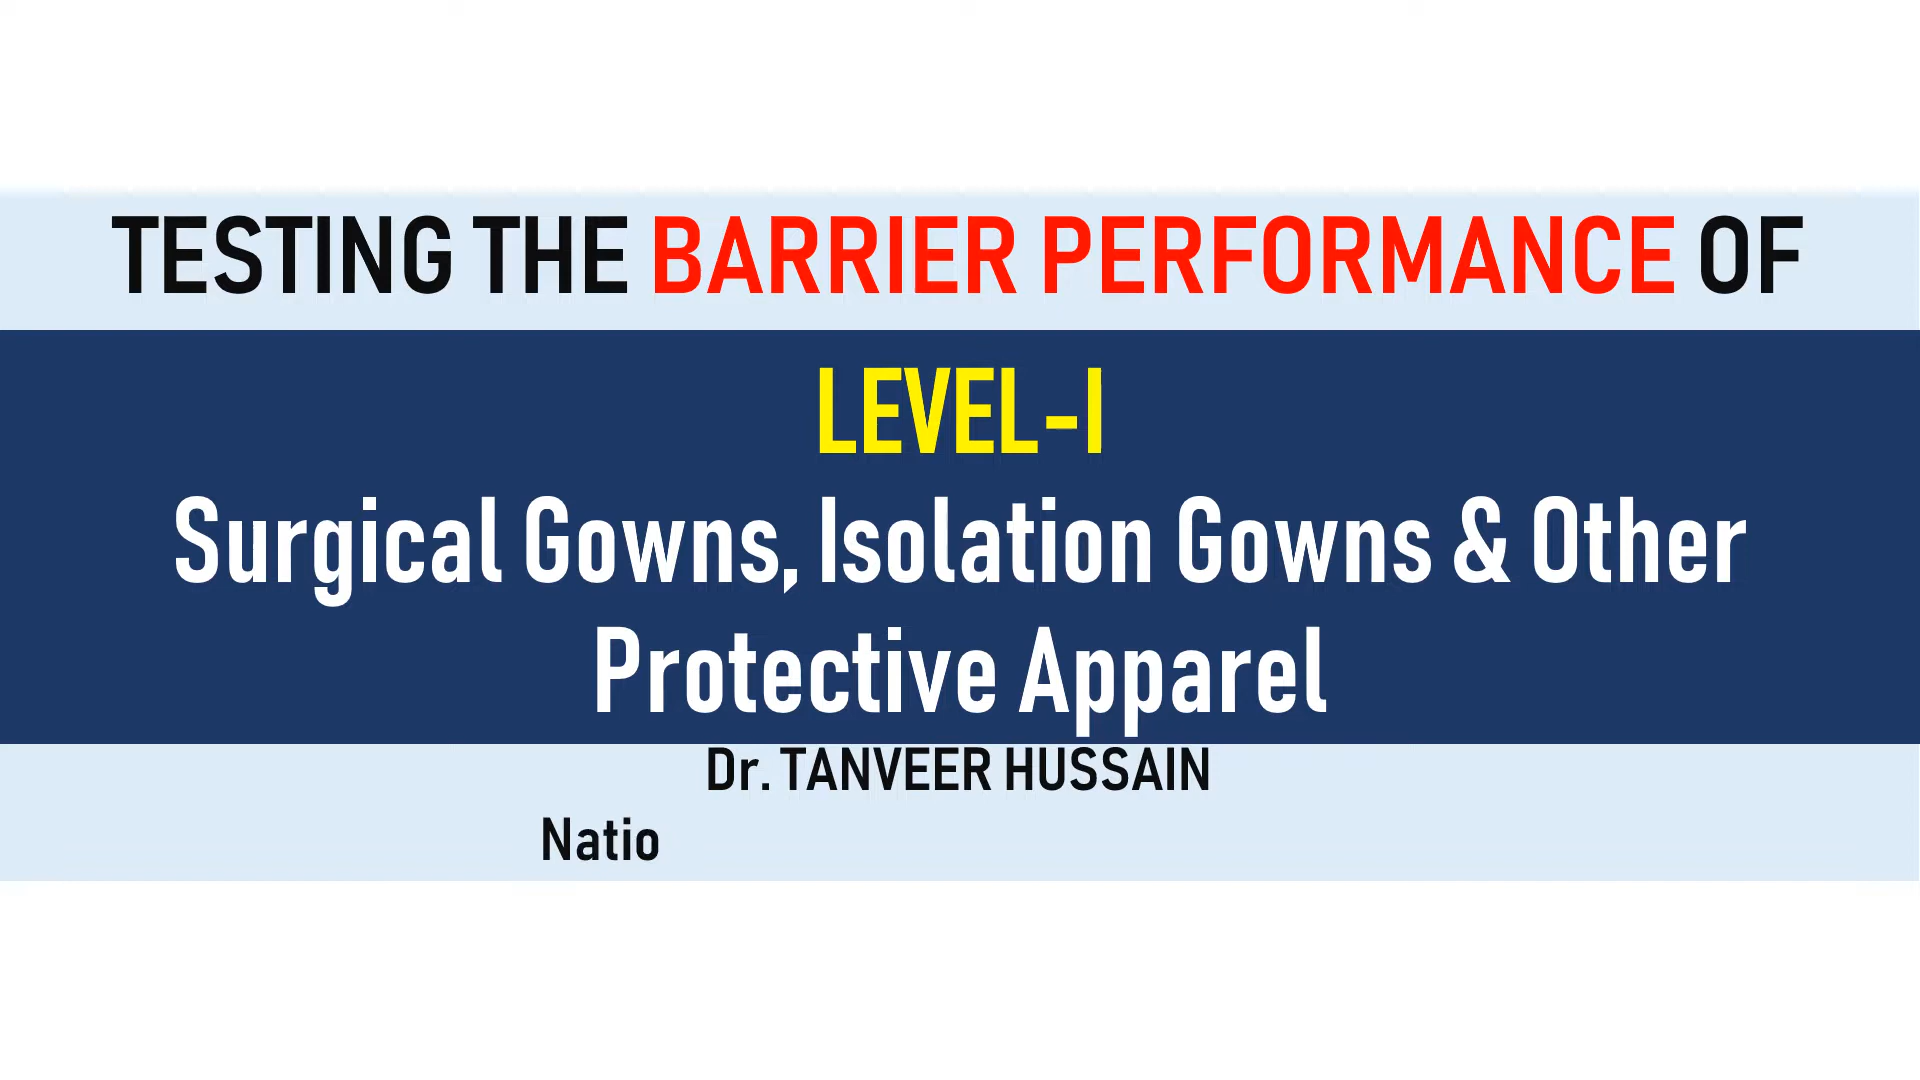 TESTING THE BARRIER PERFORMANCE OF
LEVEL-I
Surgical Gowns, Isolation Gowns & Other
Protective Apparel
Dr. TANVEER HUSSAIN
Natio